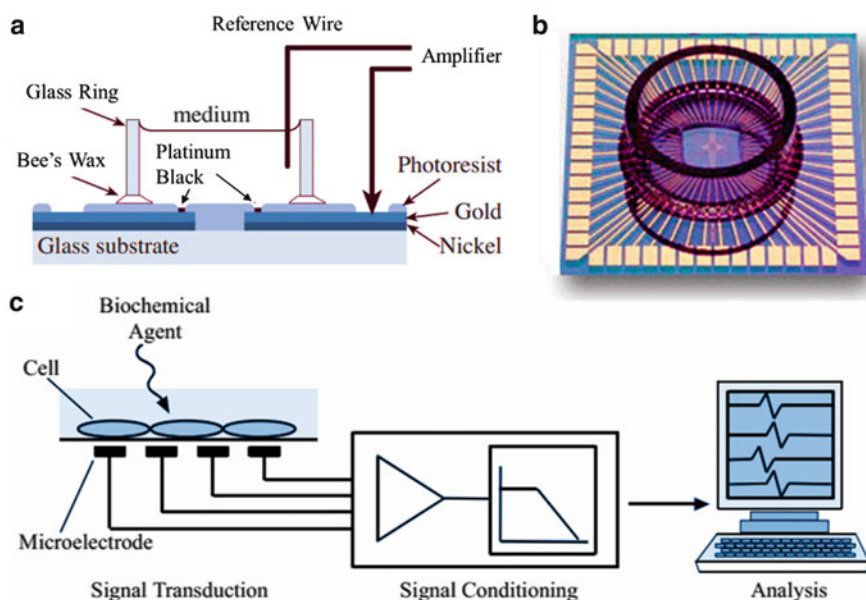 a
Reference Wire
b
Amplifier
Glass Ring
medium
Bee's Wax
Platinum
Black
Photoresist
Gold
Glass substrate
Nickel
c
Biochemical
Agent
Cell
Microelectrode
Signal Transduction
Signal Conditioning
Analysis